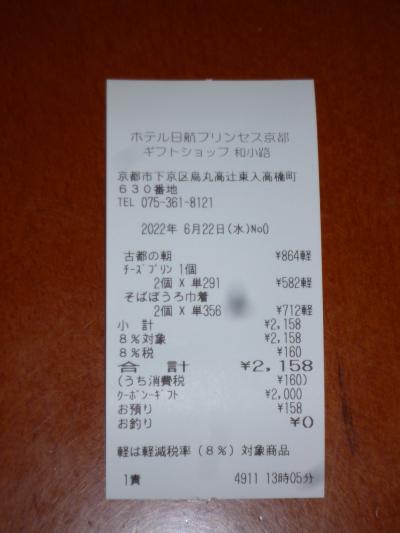 ホテル日航プリンセス京都
ギフトショップ 和小路
京都市下京区烏丸高辻東入高橋町
630番地
TEL 075-361-8121
2022年 6月22日(水)No0
古都の朝 ¥864軽
ﾁｰｽﾞﾌﾟﾘﾝ 1個
2個 X 単291 ¥582軽
そばぼうろ巾着
2個 X 単356 ¥712軽
小 計 ¥2,158
8%対象 ¥2,158
8%税 ¥160
合 計 ¥2,158
(うち消費税 ¥160)
ｸｰﾎﾟﾝｰｷﾞﾌﾄ ¥2,000
お預り ¥158
お釣り ¥0
軽は軽減税率(8%)対象商品
1責 4911 13時05分